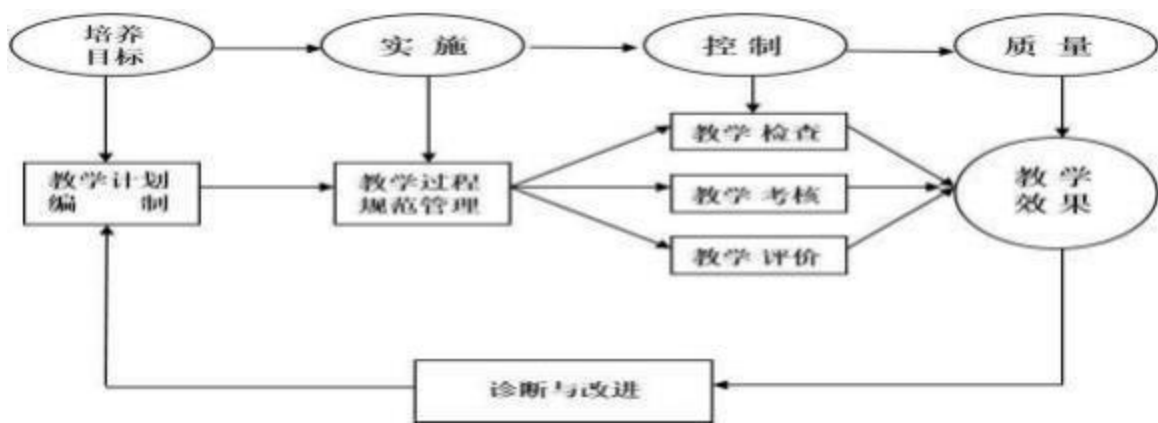 培养
目标
实 施
控 制
质 量
教学计划
编 制
教学过程
规范管理
教学 检查
教学 考核
教学 评价
教 学
效 果
诊断与改进